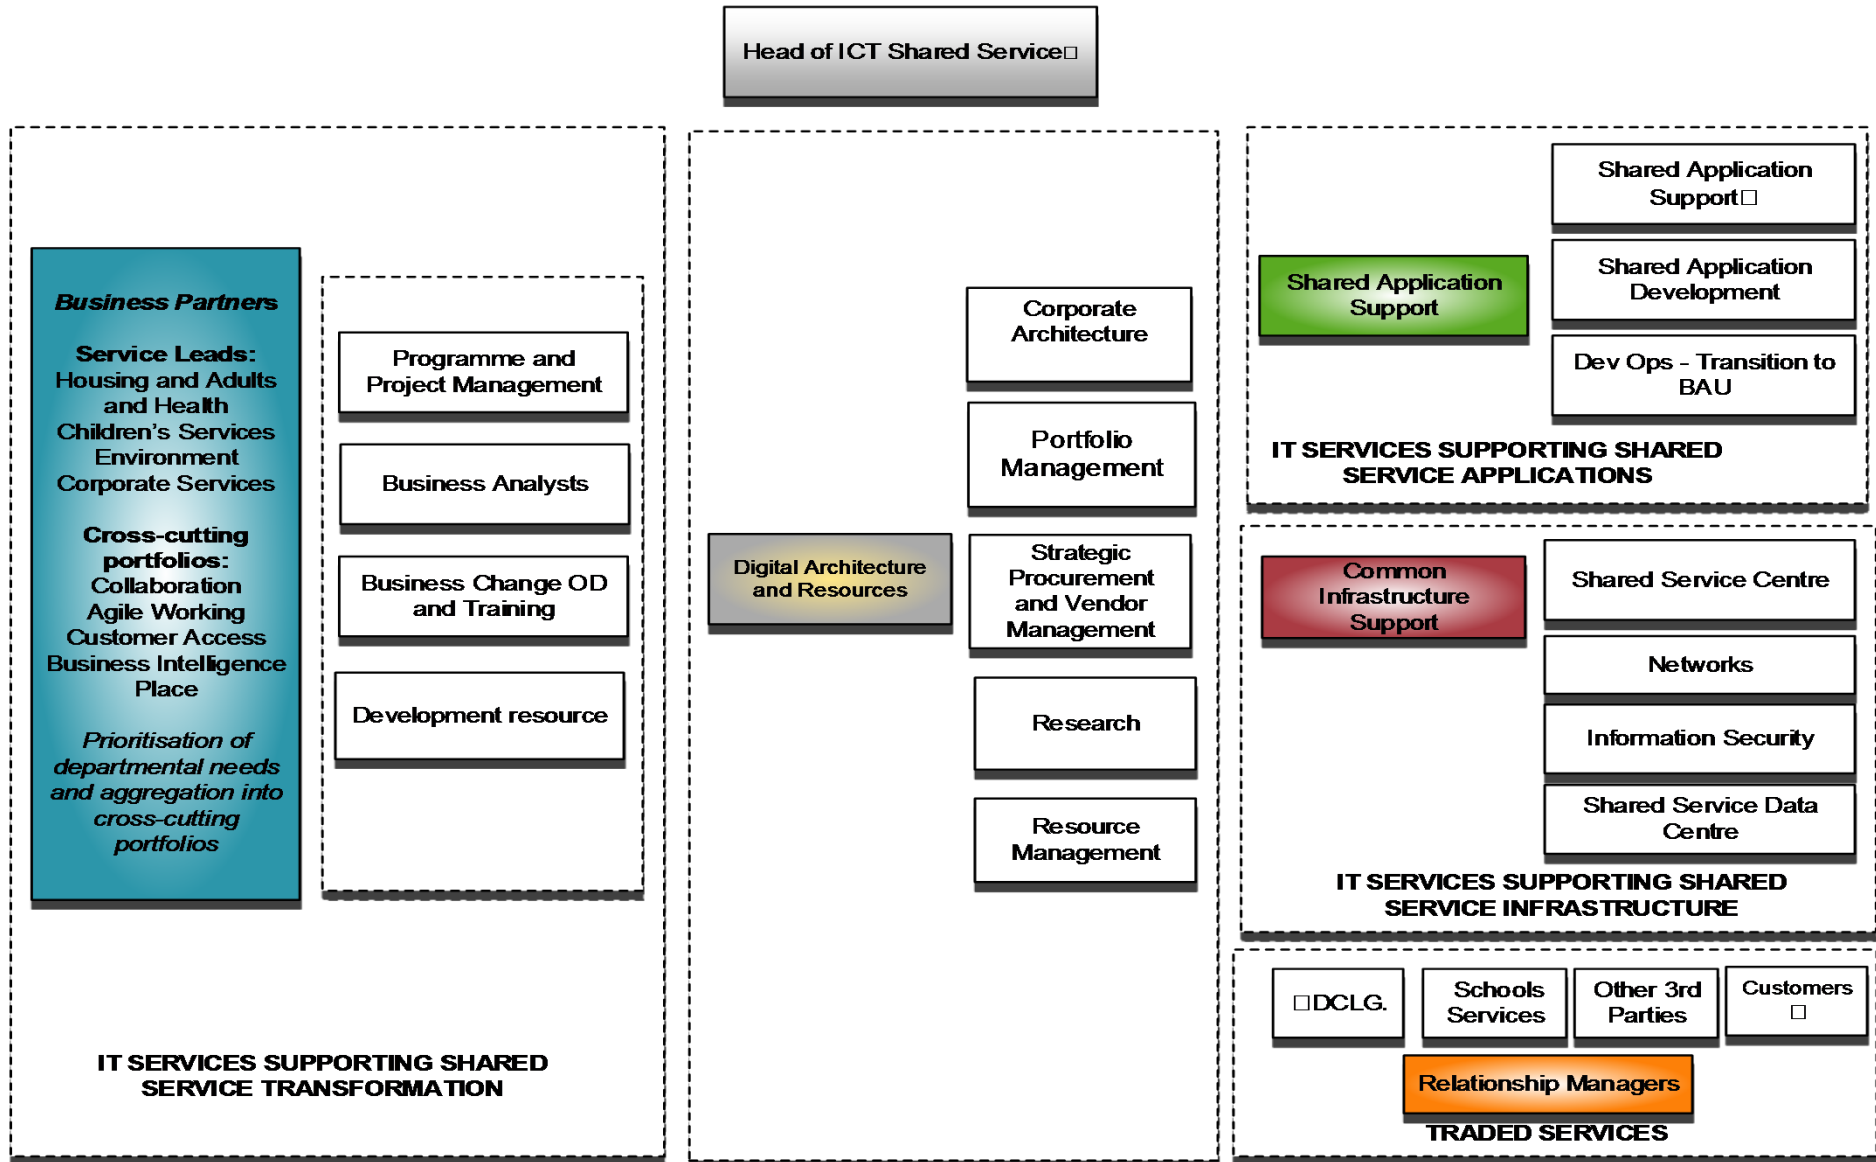 Head of ICT Shared Service□
Business Partners
Service Leads:
Housing and Adults
and Health
Children's Services
Environment
Corporate Services
Cross-cutting
portfolios:
Collaboration
Agile Working
Customer Access
Business Intelligence
Place
Prioritisation of
departmental needs
and aggregation into
cross-cutting
portfolios
Programme and
Project Management
Business Analysts
Business Change OD
and Training
Development resource
IT SERVICES SUPPORTING SHARED
SERVICE TRANSFORMATION
Digital Architecture
and Resources
Corporate
Architecture
Portfolio
Management
Strategic
Procurement
and Vendor
Management
Research
Resource
Management
Shared Application
Support
Shared Application
Support□
Shared Application
Development
Dev Ops - Transition to
BAU
IT SERVICES SUPPORTING SHARED
SERVICE APPLICATIONS
Common
Infrastructure
Support
Shared Service Centre
Networks
Information Security
Shared Service Data
Centre
IT SERVICES SUPPORTING SHARED
SERVICE INFRASTRUCTURE
□DCLG.
Schools
Services
Other 3rd
Parties
Customers
□
Relationship Managers
TRADED SERVICES